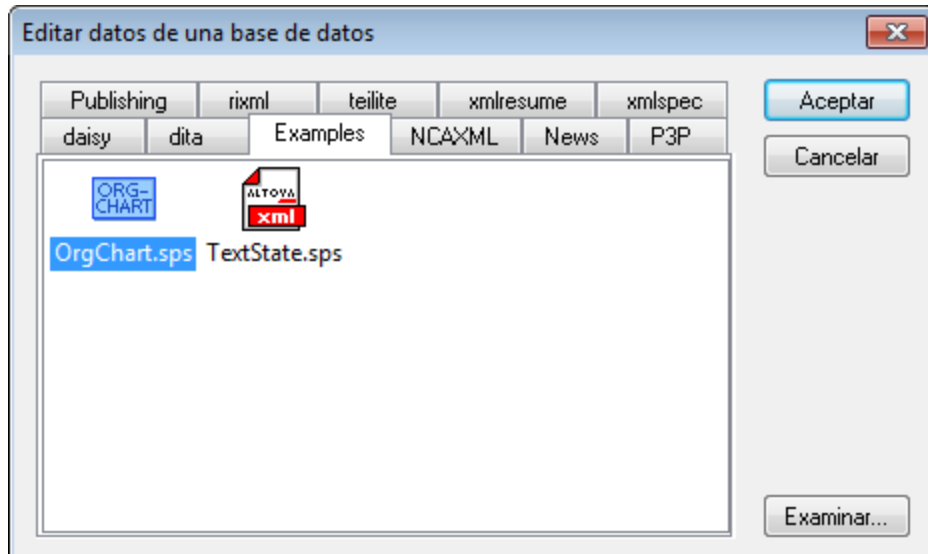 Editar datos de una base de datos
Publishing rixml teilite xmlresume xmlspec
daisy dita Examples NCAXML News P3P
Aceptar
Cancelar
ORG-
CHART
ALTOVA
xml
OrgChart.sps TextState.sps
Examinar...